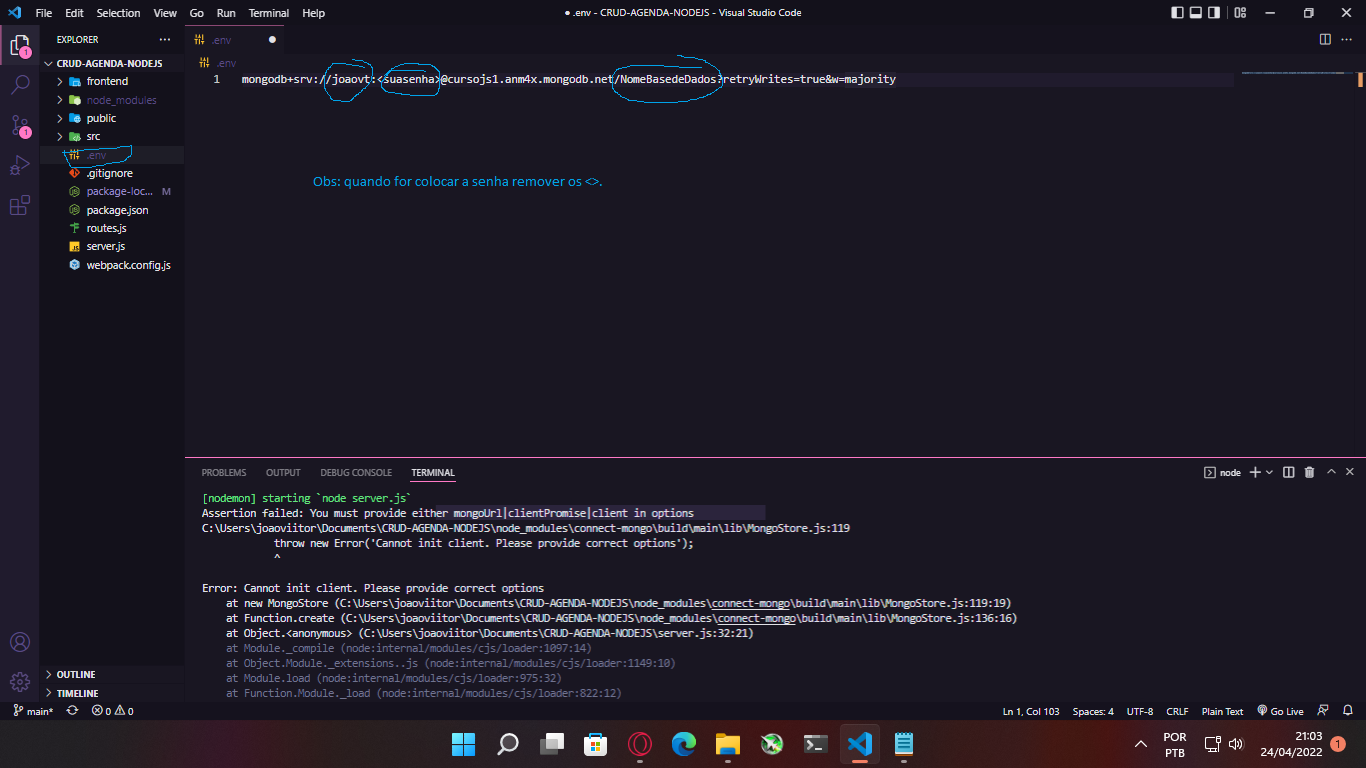 File Edit Selection View Go Run Terminal Help
● .env - CRUD-AGENDA-NODEJS - Visual Studio Code
EXPLORER ···
.env
CRUD-AGENDA-NODEJS
.env
frontend
1 mongodb+srv://joaovt:<suasenha>@cursojs1.anm4x.mongodb.net/NomeBasedeDados?retryWrites=true&w=majority
node_modules
public
src
.env
.gitignore
package-loc... M
package.json
routes.js
server.js
webpack.config.js
1
1
Obs: quando for colocar a senha remover os <>.
PROBLEMS OUTPUT DEBUG CONSOLE TERMINAL
node
[nodemon] starting `node server.js`
Assertion failed: You must provide either mongoUrl|clientPromise|client in options
C:\Users\joaoviitor\Documents\CRUD-AGENDA-NODEJS\node_modules\connect-mongo\build\main\lib\MongoStore.js:119
throw new Error('Cannot init client. Please provide correct options');
^
Error: Cannot init client. Please provide correct options
at new MongoStore (C:\Users\joaoviitor\Documents\CRUD-AGENDA-NODEJS\node_modules\connect-mongo\build\main\lib\MongoStore.js:119:19)
at Function.create (C:\Users\joaoviitor\Documents\CRUD-AGENDA-NODEJS\node_modules\connect-mongo\build\main\lib\MongoStore.js:136:16)
at Object.<anonymous> (C:\Users\joaoviitor\Documents\CRUD-AGENDA-NODEJS\server.js:32:21)
at Module._compile (node:internal/modules/cjs/loader:1097:14)
at Object.Module._extensions..js (node:internal/modules/cjs/loader:1149:10)
at Module.load (node:internal/modules/cjs/loader:975:32)
at Function.Module._load (node:internal/modules/cjs/loader:822:12)
OUTLINE
TIMELINE
main* 0 0
Ln 1, Col 103 Spaces: 4 UTF-8 CRLF Plain Text Go Live
POR
PTB
21:03
24/04/2022
1